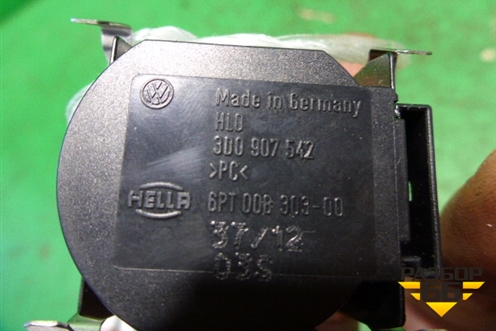 Made in Germany
HLO
3D0 907 542
>PC<
HELLA
6PT 008 303-00
37/12
03S
РАЗБОР